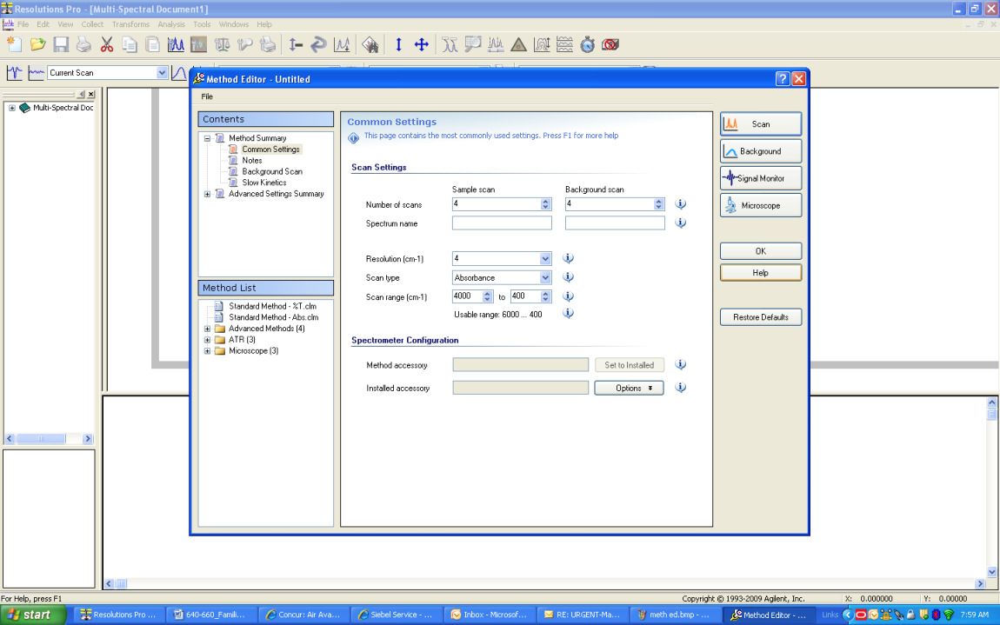 Resolutions Pro - [Multi-Spectral Document1]
File Edit View Collect Transforms Analysis Tools Windows Help
Current Scan
Multi-Spectral Doc
Method Editor - Untitled
File
Contents
Method Summary
Common Settings
Notes
Background Scan
Slow Kinetics
Advanced Settings Summary
Method List
Standard Method - %T.clm
Standard Method - Abs.clm
Advanced Methods (4)
ATR (3)
Microscope (3)
Common Settings
This page contains the most commonly used settings. Press F1 for more help
Scan Settings
Sample scan Background scan
Number of scans 4 4
Spectrum name
Resolution (cm-1) 4
Scan type Absorbance
Scan range (cm-1) 4000 to 400
Usable range: 6000 ... 400
Spectrometer Configuration
Method accessory Set to Installed
Installed accessory Options
Scan
Background
Signal Monitor
Microscope
OK
Help
Restore Defaults
For Help, press F1 Copyright © 1993-2009 Agilent, Inc. X: 0.000000 Y: 0.00000
start Resolutions Pro ... 640-660_Famili... Concur: Air Ava... Siebel Service - ... Inbox - Microsof... RE: URGENT-Ma... meth ed.bmp - ... Method Editor - ... Links 7:59 AM